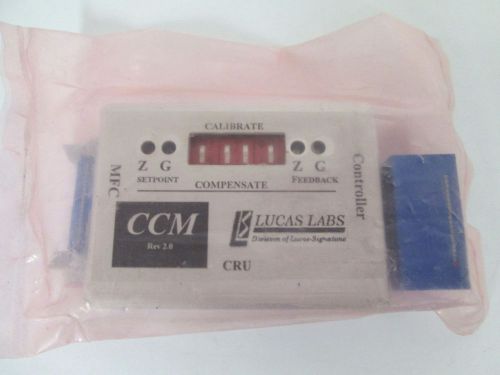 CALIBRATE
Z G Z G
SETPOINT FEEDBACK
COMPENSATE
MFC
Controller
CCM
Rev 2.0
LUCAS LABS
Division of Lucas-Signatone
CRU